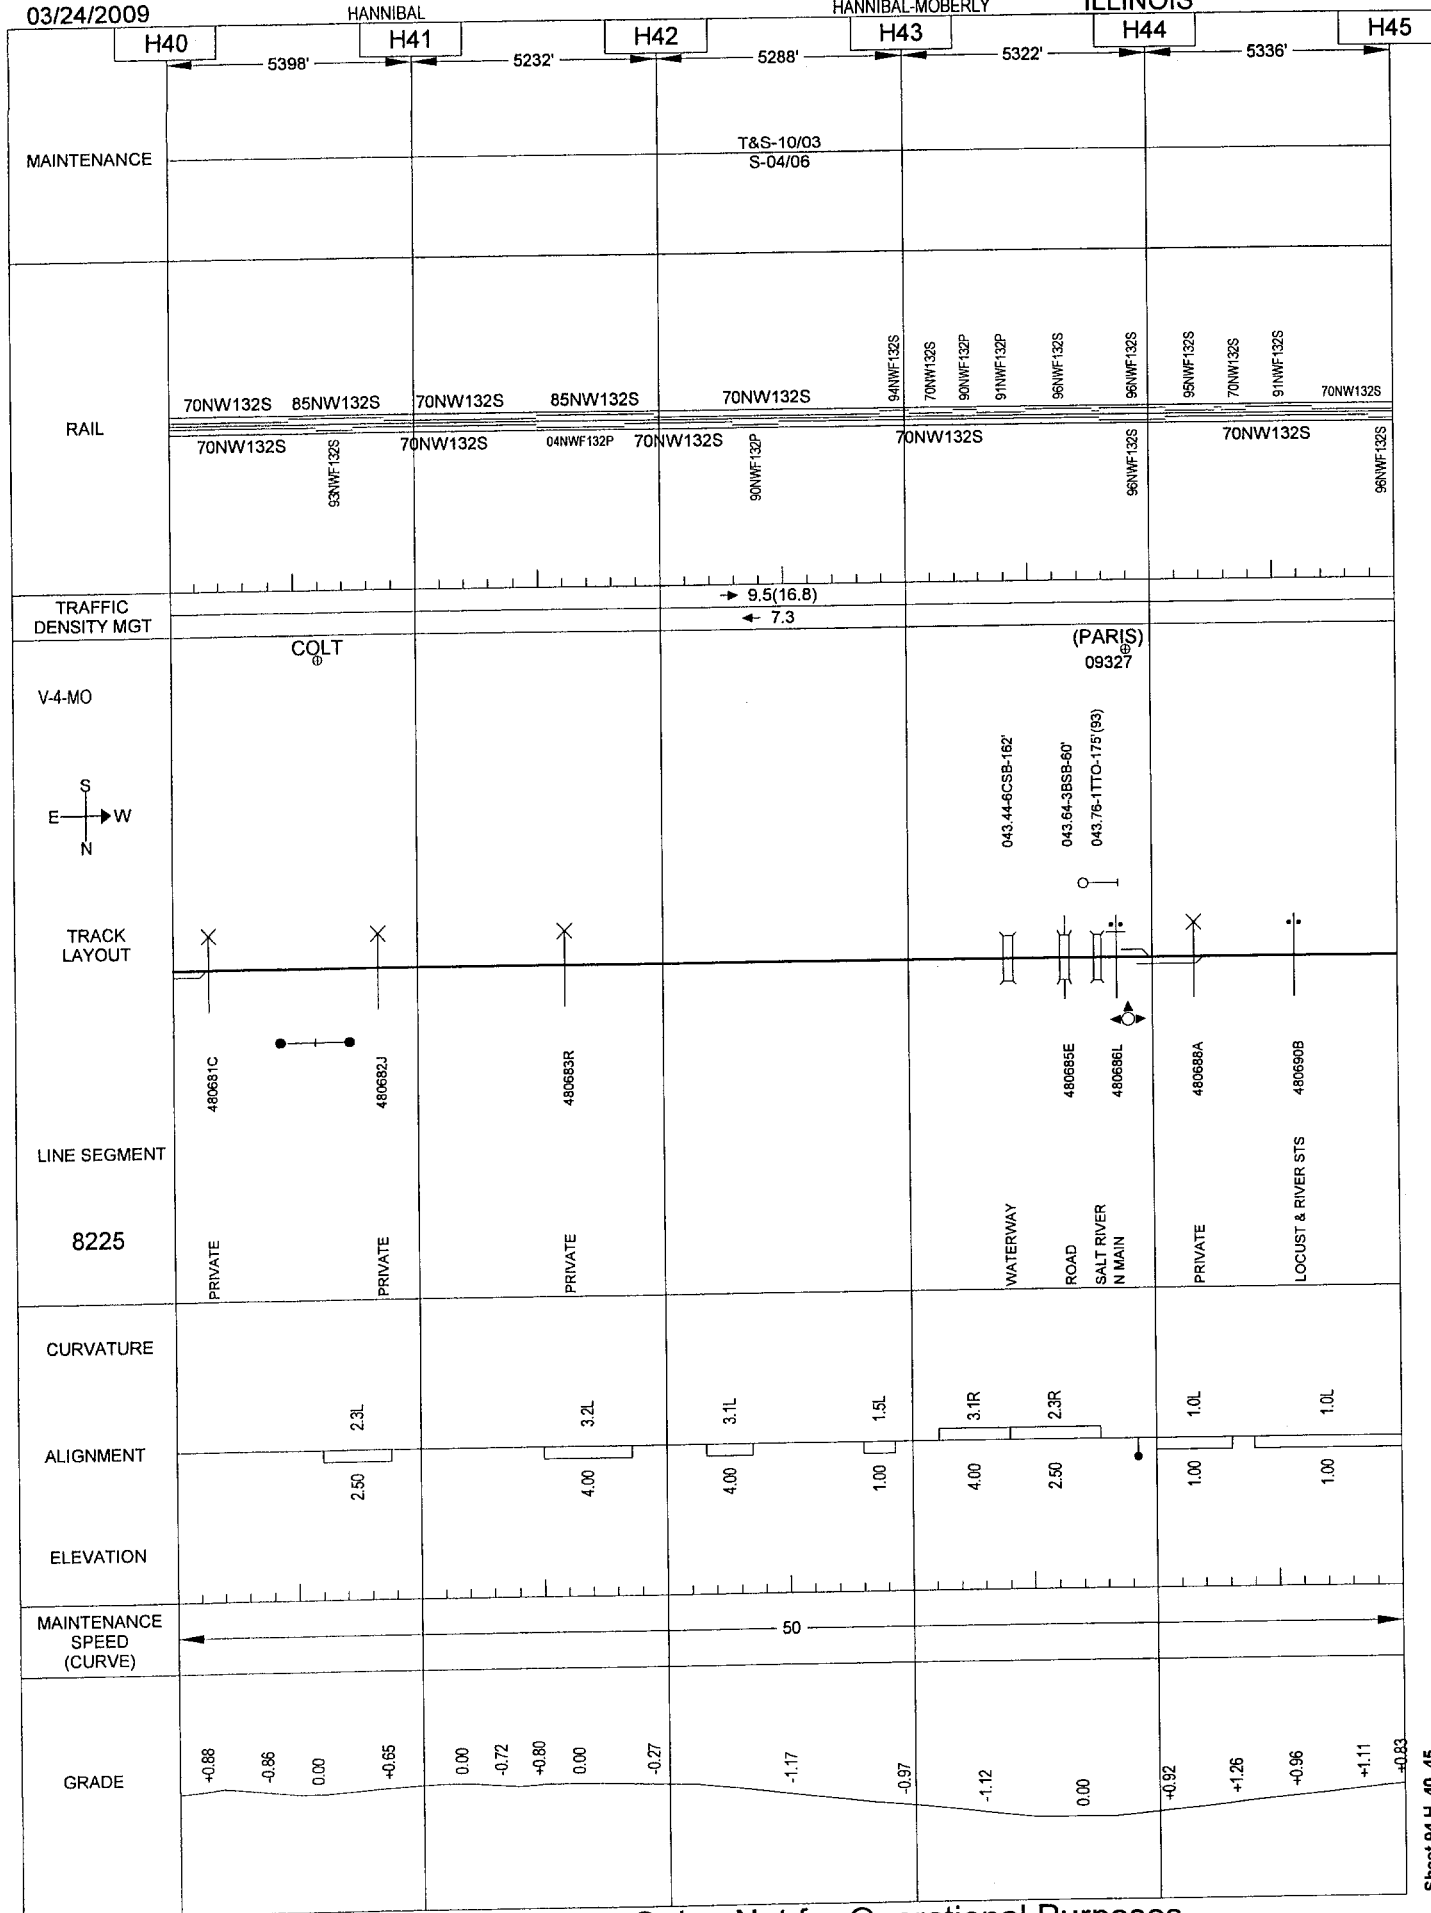 03/24/2009
HANNIBAL
HANNIBAL-MOBERLY
ILLINOIS
H40
H41
H42
H43
H44
H45
5398'
5232'
5288'
5322'
5336'
MAINTENANCE
T&S-10/03
S-04/06
RAIL
94NWF132S
70NW132S
90NWF132P
91NWF132P
96NWF132S
96NWF132S
95NWF132S
70NW132S
91NWF132S
70NW132S
85NW132S
70NW132S
85NW132S
70NW132S
70NW132S
70NW132S
93NWF132S
70NW132S
04NWF132P
70NW132S
90NWF132P
70NW132S
96NWF132S
70NW132S
96NWF132S
TRAFFIC
DENSITY MGT
9.5(16.8)
7.3
COLT
(PARIS)
09327
V-4-MO
S
E
W
N
043.44-6CSB-162'
043.64-3BSB-60'
043.76-1TTO-175'(93)
TRACK
LAYOUT
480681C
480682J
480683R
480685E
480686L
480688A
480690B
LINE SEGMENT
8225
PRIVATE
PRIVATE
PRIVATE
WATERWAY
ROAD
SALT RIVER
N MAIN
PRIVATE
LOCUST & RIVER STS
CURVATURE
2.3L
3.2L
3.1L
1.5L
3.1R
2.3R
1.0L
1.0L
ALIGNMENT
2.50
4.00
4.00
1.00
4.00
2.50
1.00
1.00
ELEVATION
MAINTENANCE
SPEED
(CURVE)
50
GRADE
+0.88
-0.86
0.00
+0.65
0.00
-0.72
+0.80
0.00
-0.27
-1.17
-0.97
-1.12
0.00
+0.92
+1.26
+0.96
+1.11
+0.83
Sheet 94 H 40 45
Not for Operational Purposes